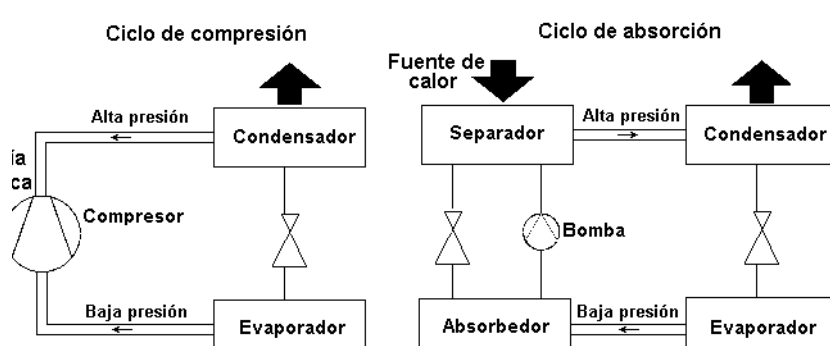 Ciclo de compresión
Alta presión
Condensador
Compresor
Baja presión
Evaporador
Ciclo de absorción
Fuente de
calor
Separador
Alta presión
Condensador
Bomba
Absorbedor
Baja presión
Evaporador